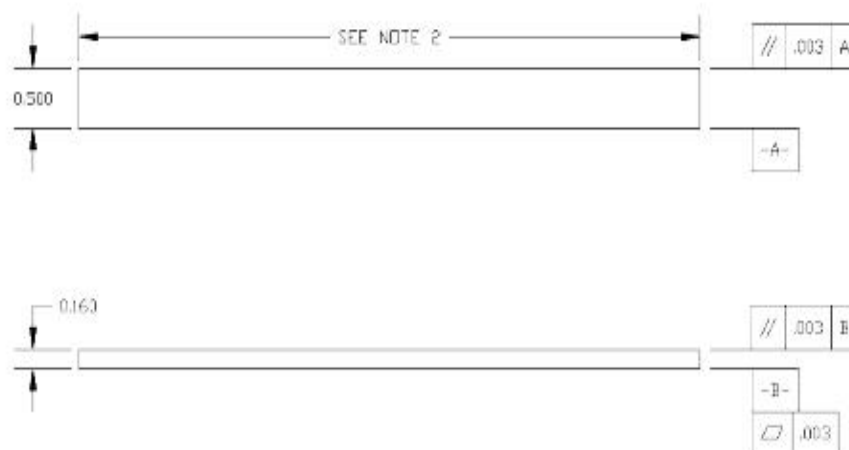 SEE NOTE 2
// .003 A
0.500
-A-
0.160
// .003 B
-B-
.003